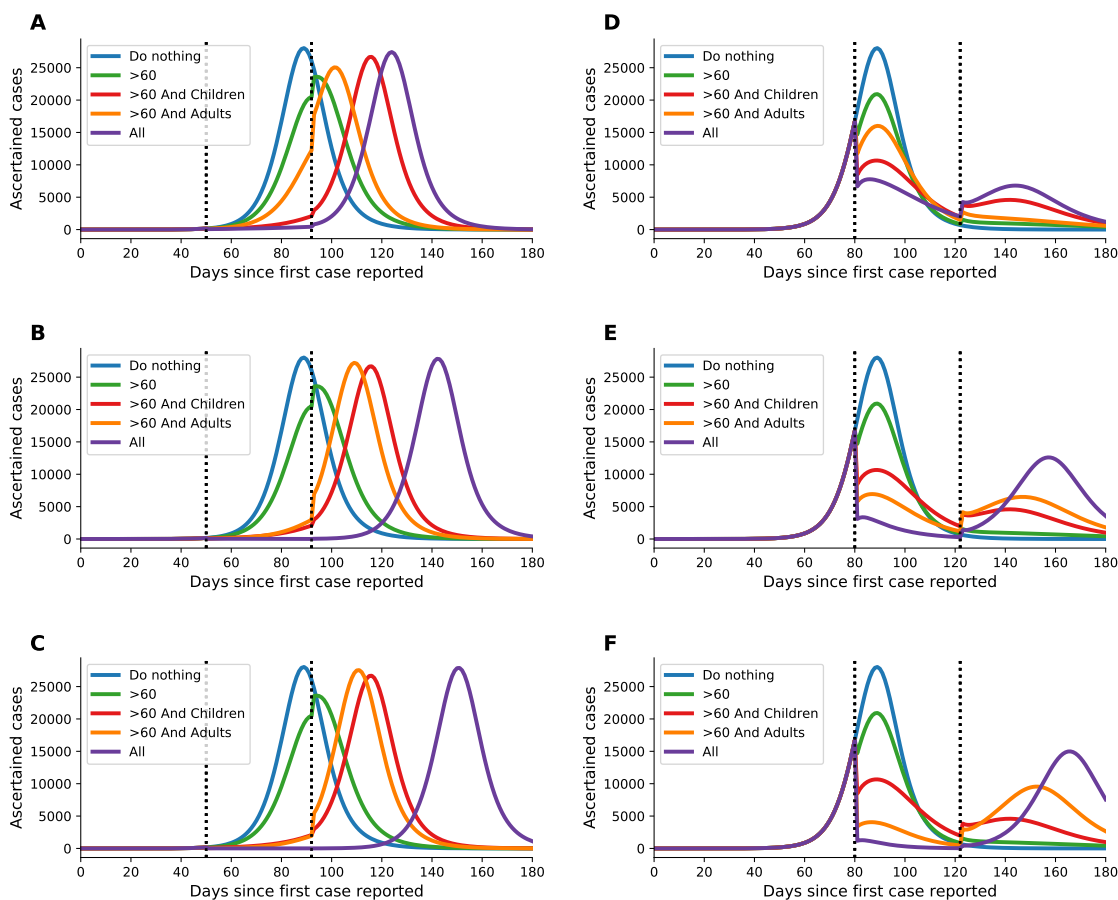 A
Ascertained cases
25000
20000
15000
10000
5000
0
Do nothing
>60
>60 And Children
>60 And Adults
All
0 20 40 60 80 100 120 140 160 180
Days since first case reported
D
Ascertained cases
25000
20000
15000
10000
5000
0
Do nothing
>60
>60 And Children
>60 And Adults
All
0 20 40 60 80 100 120 140 160 180
Days since first case reported
B
Ascertained cases
25000
20000
15000
10000
5000
0
Do nothing
>60
>60 And Children
>60 And Adults
All
0 20 40 60 80 100 120 140 160 180
Days since first case reported
E
Ascertained cases
25000
20000
15000
10000
5000
0
Do nothing
>60
>60 And Children
>60 And Adults
All
0 20 40 60 80 100 120 140 160 180
Days since first case reported
C
Ascertained cases
25000
20000
15000
10000
5000
0
Do nothing
>60
>60 And Children
>60 And Adults
All
0 20 40 60 80 100 120 140 160 180
Days since first case reported
F
Ascertained cases
25000
20000
15000
10000
5000
0
Do nothing
>60
>60 And Children
>60 And Adults
All
0 20 40 60 80 100 120 140 160 180
Days since first case reported